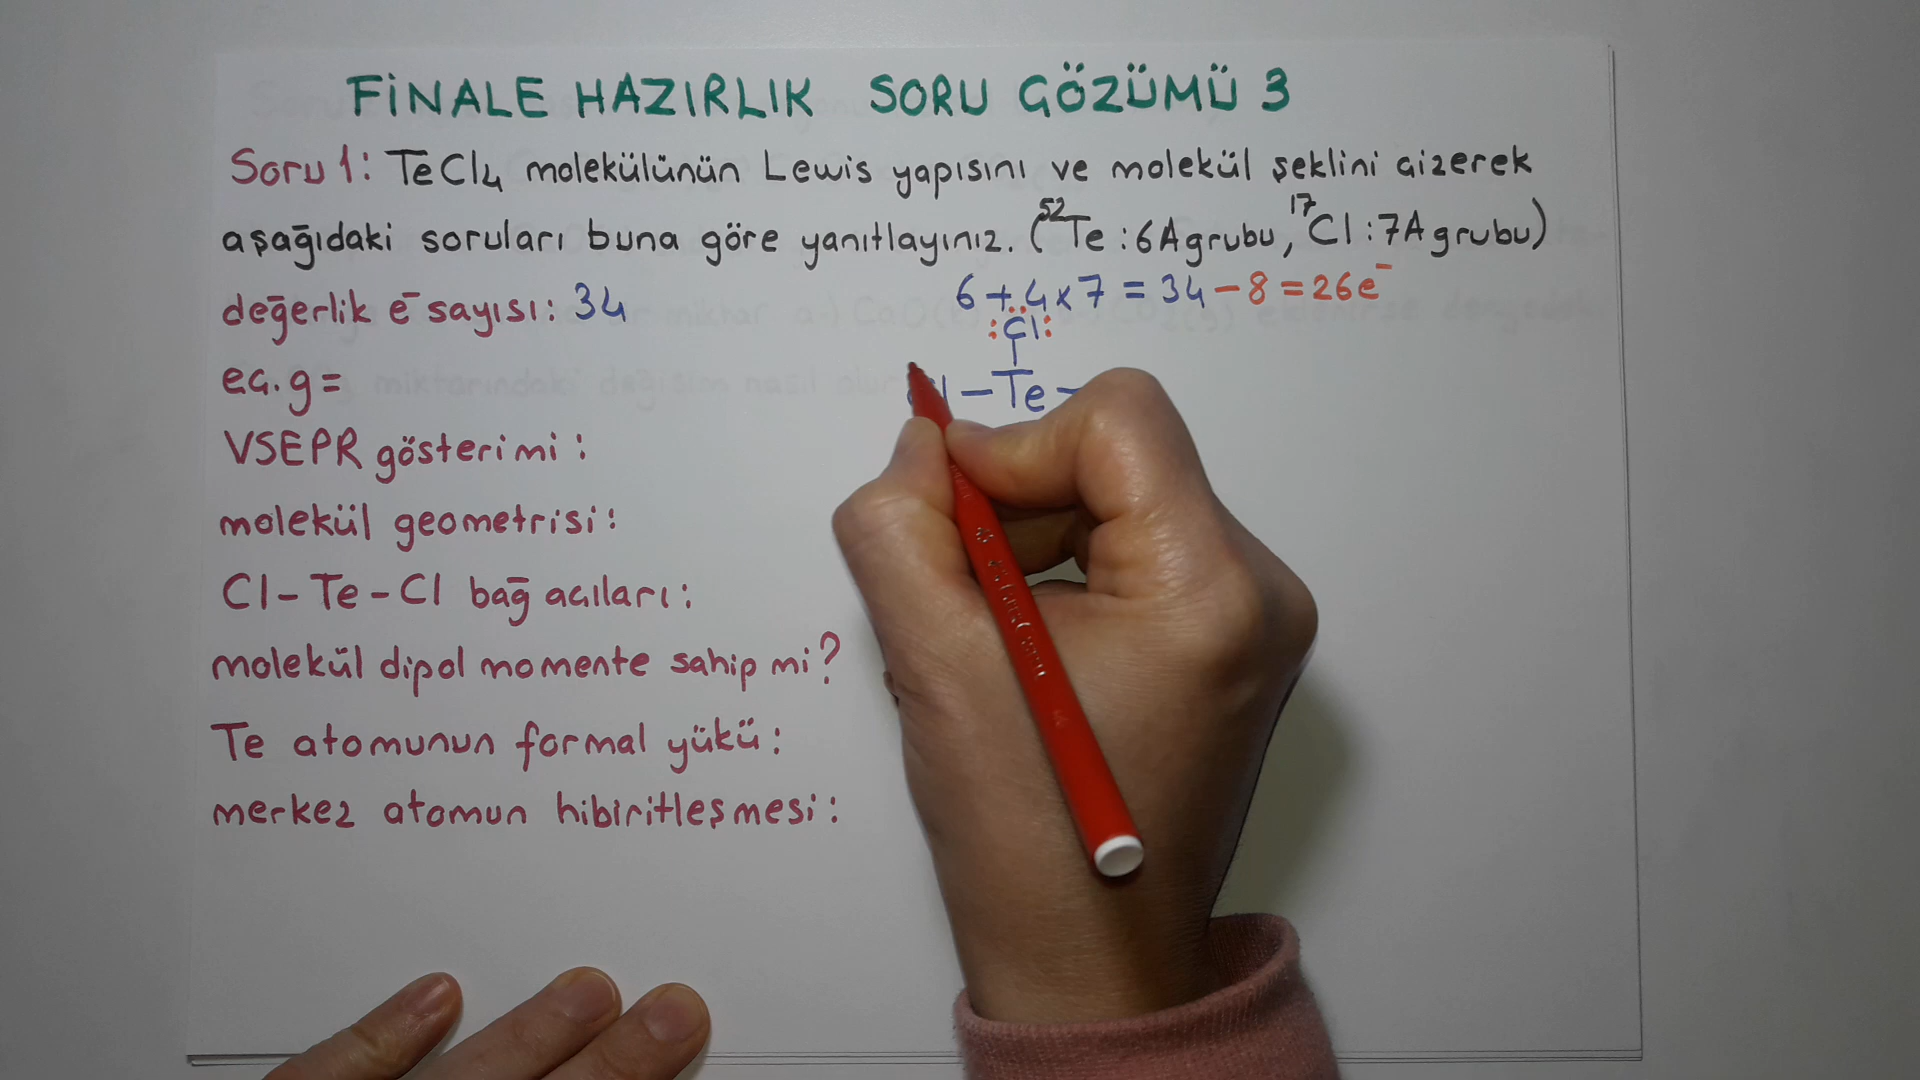 FİNALE HAZIRLIK SORU GÖZÜMÜ 3
Soru 1: TeCl4 molekülünün Lewis yapısını ve molekül şeklini çizerek
aşağıdaki soruları buna göre yanıtlayınız. (52Te : 6A grubu, 17Cl : 7A grubu)
değerlik e⁻ sayısı: 34
6 + 4x7 = 34 - 8 = 26e⁻
:Cl:
Te
eç.g =
VSEPR gösterimi :
molekül geometrisi :
Cl-Te-Cl bağ açıları :
molekül dipol momente sahip mi?
Te atomunun formal yükü :
merkez atomun hibiritleşmesi :